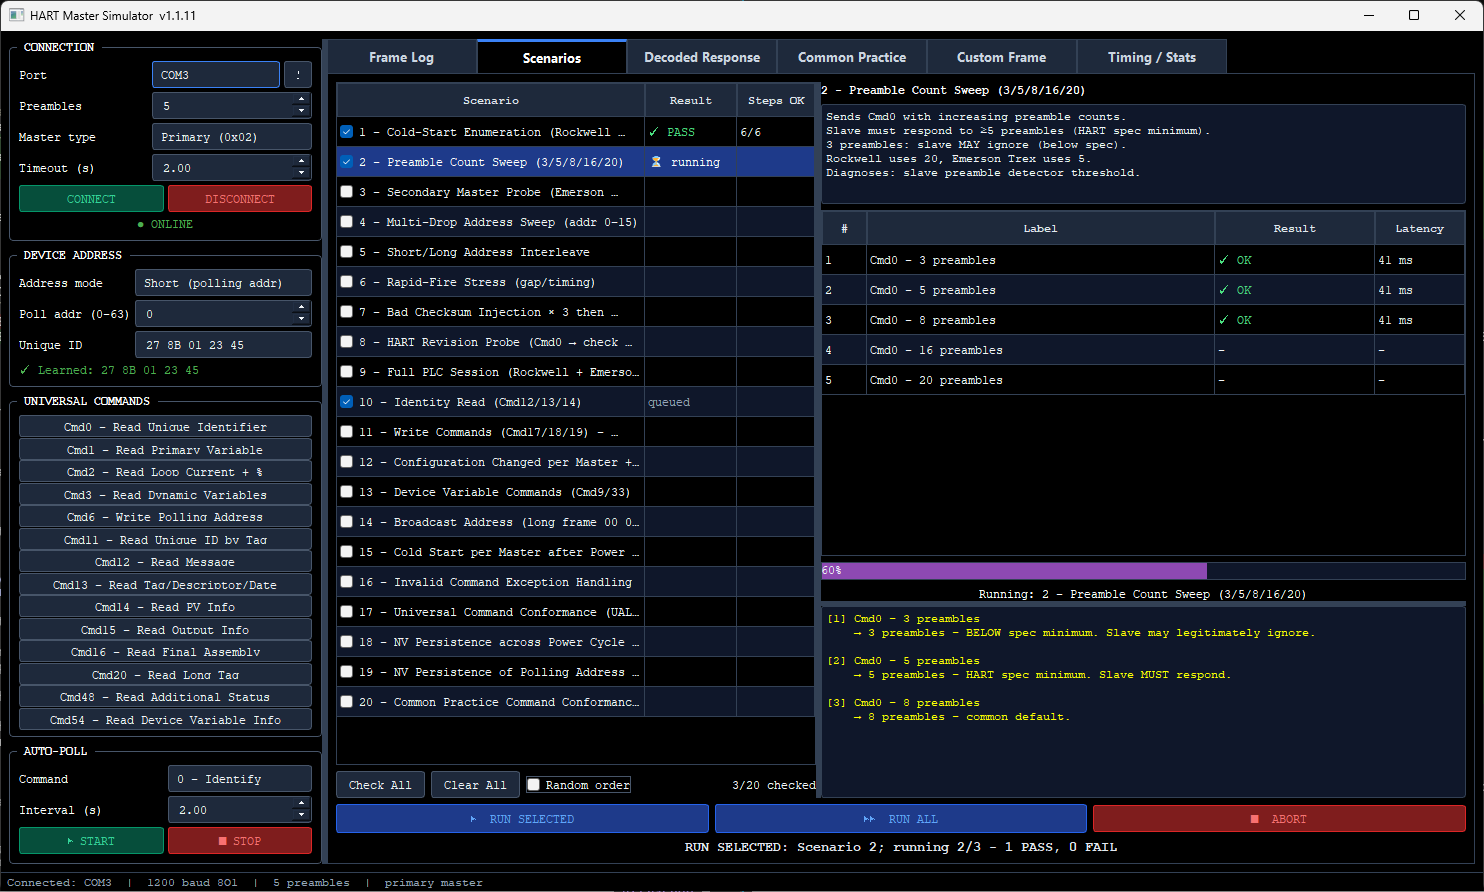 HART Master Simulator v1.1.11
CONNECTION
Port COM3 !
Preambles 5
Master type Primary (0x02)
Timeout (s) 2.00
CONNECT DISCONNECT
● ONLINE
DEVICE ADDRESS
Address mode Short (polling addr)
Poll addr (0-63) 0
Unique ID 27 8B 01 23 45
✓ Learned: 27 8B 01 23 45
UNIVERSAL COMMANDS
Cmd0 - Read Unique Identifier
Cmd1 - Read Primary Variable
Cmd2 - Read Loop Current + %
Cmd3 - Read Dynamic Variables
Cmd6 - Write Polling Address
Cmd11 - Read Unique ID by Tag
Cmd12 - Read Message
Cmd13 - Read Tag/Descriptor/Date
Cmd14 - Read PV Info
Cmd15 - Read Output Info
Cmd16 - Read Final Assembly
Cmd20 - Read Long Tag
Cmd48 - Read Additional Status
Cmd54 - Read Device Variable Info
AUTO-POLL
Command 0 - Identify
Interval (s) 2.00
START STOP
Frame Log Scenarios Decoded Response Common Practice Custom Frame Timing / Stats
Scenario Result Steps OK
1 - Cold-Start Enumeration (Rockwell … ✓ PASS 6/6
2 - Preamble Count Sweep (3/5/8/16/20) ⏳ running
3 - Secondary Master Probe (Emerson …
4 - Multi-Drop Address Sweep (addr 0-15)
5 - Short/Long Address Interleave
6 - Rapid-Fire Stress (gap/timing)
7 - Bad Checksum Injection × 3 then …
8 - HART Revision Probe (Cmd0 → check …
9 - Full PLC Session (Rockwell + Emerso…
10 - Identity Read (Cmd12/13/14) queued
11 - Write Commands (Cmd17/18/19) - …
12 - Configuration Changed per Master +…
13 - Device Variable Commands (Cmd9/33)
14 - Broadcast Address (long frame 00 0…
15 - Cold Start per Master after Power …
16 - Invalid Command Exception Handling
17 - Universal Command Conformance (UAL…
18 - NV Persistence across Power Cycle …
19 - NV Persistence of Polling Address …
20 - Common Practice Command Conformanc…
Check All Clear All Random order 3/20 checked
2 - Preamble Count Sweep (3/5/8/16/20)
Sends Cmd0 with increasing preamble counts.
Slave must respond to ≥5 preambles (HART spec minimum).
3 preambles: slave MAY ignore (below spec).
Rockwell uses 20, Emerson Trex uses 5.
Diagnoses: slave preamble detector threshold.
# Label Result Latency
1 Cmd0 - 3 preambles ✓ OK 41 ms
2 Cmd0 - 5 preambles ✓ OK 41 ms
3 Cmd0 - 8 preambles ✓ OK 41 ms
4 Cmd0 - 16 preambles - -
5 Cmd0 - 20 preambles - -
60%
Running: 2 - Preamble Count Sweep (3/5/8/16/20)
[1] Cmd0 - 3 preambles
→ 3 preambles - BELOW spec minimum. Slave may legitimately ignore.
[2] Cmd0 - 5 preambles
→ 5 preambles - HART spec minimum. Slave MUST respond.
[3] Cmd0 - 8 preambles
→ 8 preambles - common default.
RUN SELECTED RUN ALL ABORT
RUN SELECTED: Scenario 2; running 2/3 - 1 PASS, 0 FAIL
Connected: COM3 | 1200 baud 8O1 | 5 preambles | primary master